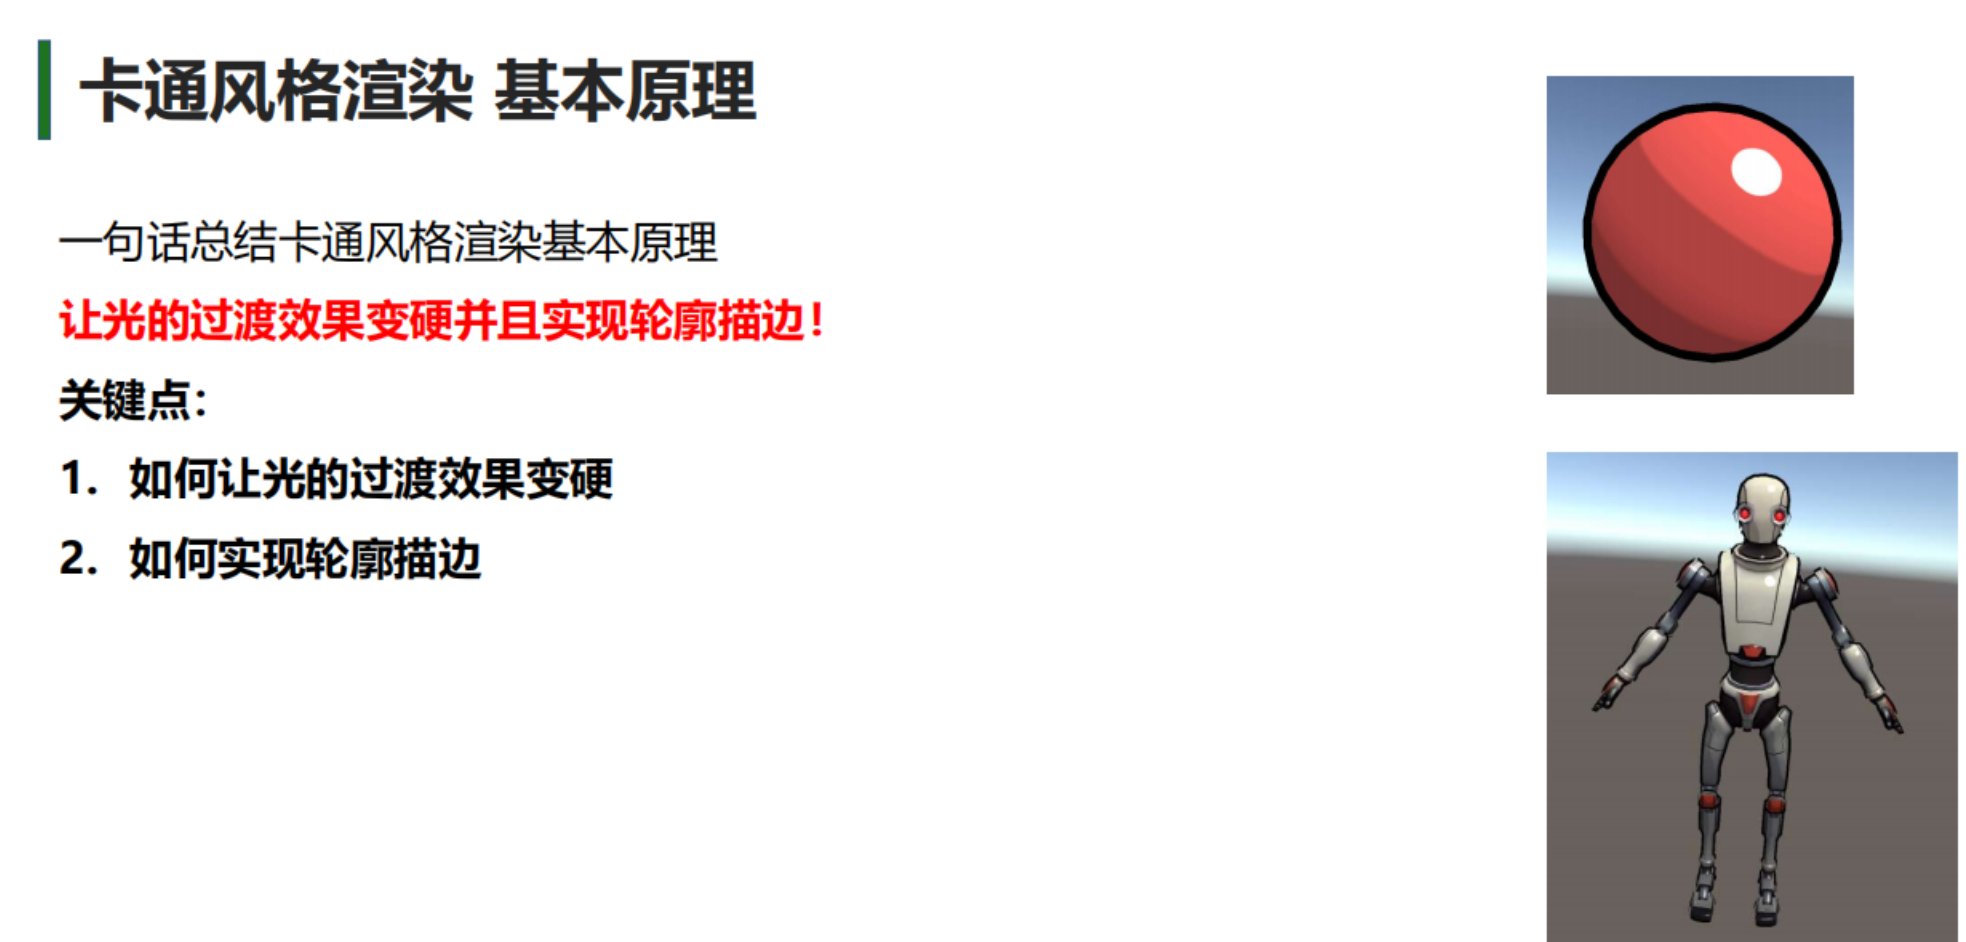 卡通风格渲染 基本原理
一句话总结卡通风格渲染基本原理
让光的过渡效果变硬并且实现轮廓描边！
关键点：
1. 如何让光的过渡效果变硬
2. 如何实现轮廓描边